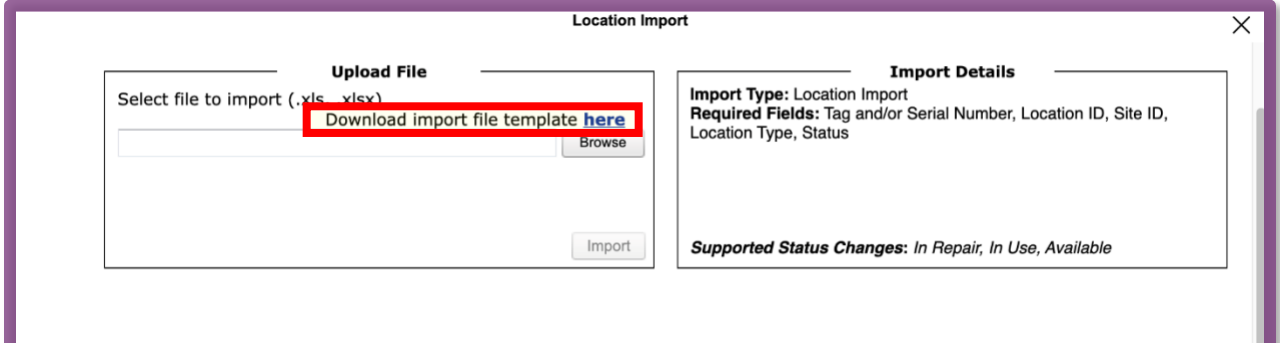 Location Import
Upload File
Select file to import (.xls, .xlsx)
Download import file template here
Browse
Import
Import Details
Import Type: Location Import
Required Fields: Tag and/or Serial Number, Location ID, Site ID,
Location Type, Status
Supported Status Changes: In Repair, In Use, Available